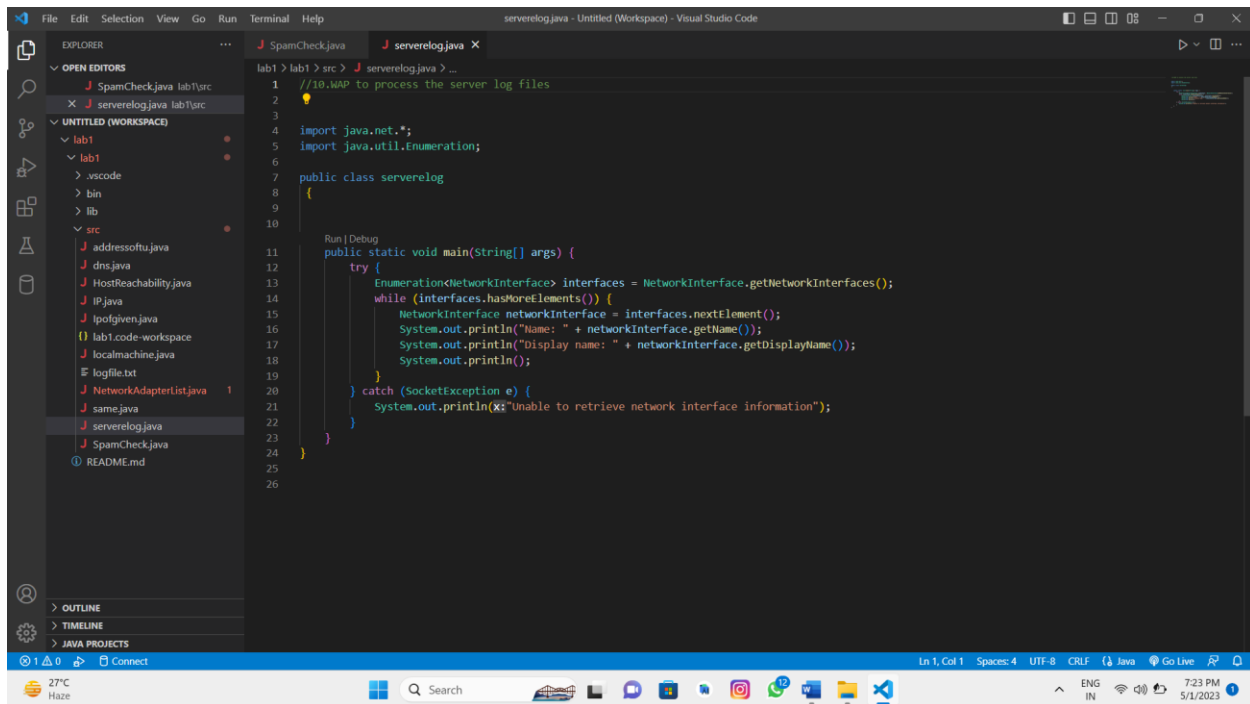 File Edit Selection View Go Run Terminal Help serverelog.java - Untitled (Workspace) - Visual Studio Code
EXPLORER
OPEN EDITORS
SpamCheck.java lab1\src
serverelog.java lab1\src
UNTITLED (WORKSPACE)
lab1
lab1
.vscode
bin
lib
src
addressoftu.java
dns.java
HostReachability.java
IP.java
Ipofgiven.java
lab1.code-workspace
localmachine.java
logfile.txt
NetworkAdapterList.java 1
same.java
serverelog.java
SpamCheck.java
README.md
OUTLINE
TIMELINE
JAVA PROJECTS
SpamCheck.java serverelog.java
lab1 > lab1 > src > serverelog.java > ...
1 //10.WAP to process the server log files
2
3
4 import java.net.*;
5 import java.util.Enumeration;
6
7 public class serverelog
8 {
9
10
Run | Debug
11 public static void main(String[] args) {
12 try {
13 Enumeration<NetworkInterface> interfaces = NetworkInterface.getNetworkInterfaces();
14 while (interfaces.hasMoreElements()) {
15 NetworkInterface networkInterface = interfaces.nextElement();
16 System.out.println("Name: " + networkInterface.getName());
17 System.out.println("Display name: " + networkInterface.getDisplayName());
18 System.out.println();
19 }
20 } catch (SocketException e) {
21 System.out.println(x:"Unable to retrieve network interface information");
22 }
23 }
24 }
25
26
1 0 Connect Ln 1, Col 1 Spaces: 4 UTF-8 CRLF Java Go Live
27°C
Haze
Search
12
ENG
IN
7:23 PM
5/1/2023
1